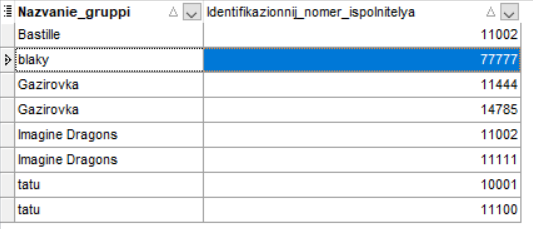 Nazvanie_gruppi Identifikazionnij_nomer_ispolnitelya
Bastille 11002
blaky 77777
Gazirovka 11444
Gazirovka 14785
Imagine Dragons 11002
Imagine Dragons 11111
tatu 10001
tatu 11100